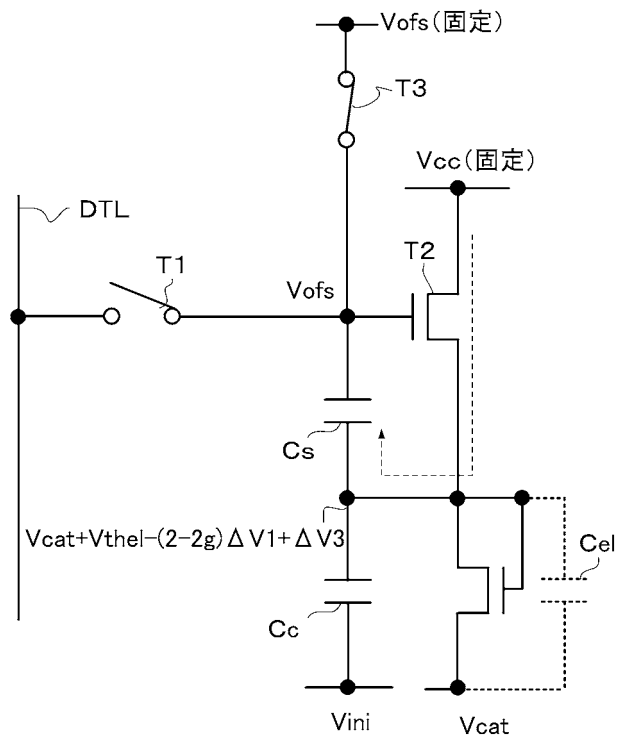 Vofs(固定)
T3
Vcc(固定)
DTL
T1
T2
Vofs
Cs
Vcat+Vthel-(2-2g)ΔV1+ΔV3
Cel
Cc
Vini
Vcat